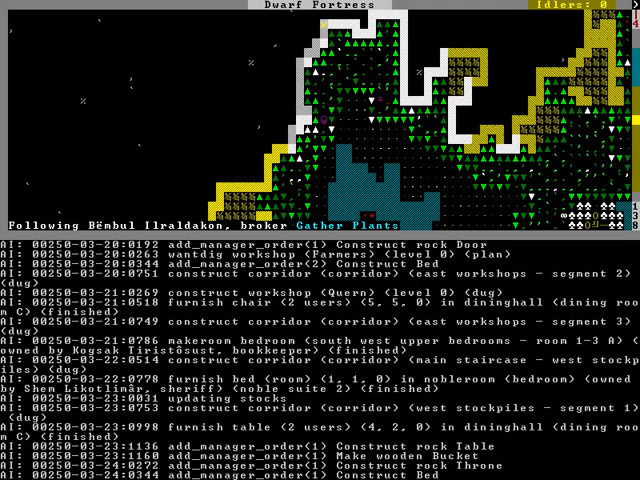 Dwarf Fortress
Idlers: 0
Following Bëmbul Ilraldakon, broker Gather Plants
AI: 00250-03-20:0192 add_manager_order(1) Construct rock Door
AI: 00250-03-20:0263 wantdig workshop (Farmers) (level 0) (plan)
AI: 00250-03-20:0344 add_manager_order(2) Construct Bed
AI: 00250-03-20:0751 construct corridor (corridor) (east workshops - segment 2)
(dug)
AI: 00250-03-21:0269 construct workshop (Quern) (level 0) (dug)
AI: 00250-03-21:0518 furnish chair (2 users) (5, 5, 0) in dininghall (dining roo
m C) (finished)
AI: 00250-03-21:0749 construct corridor (corridor) (east workshops - segment 3)
(dug)
AI: 00250-03-21:0786 makeroom bedroom (south west upper bedrooms - room 1-3 A) (
owned by Kogsak Tiristôsust, bookkeeper) (finished)
AI: 00250-03-22:0514 construct corridor (corridor) (main staircase - west stockp
iles) (dug)
AI: 00250-03-22:0778 furnish bed (room) (1, 1, 0) in nobleroom (bedroom) (owned
by Shem Likotlimâr, sheriff) (noble suite 2) (finished)
AI: 00250-03-23:0031 updating stocks
AI: 00250-03-23:0753 construct corridor (corridor) (west stockpiles - segment 1)
(dug)
AI: 00250-03-23:0998 furnish table (2 users) (4, 2, 0) in dininghall (dining roo
m C) (finished)
AI: 00250-03-23:1136 add_manager_order(1) Construct rock Table
AI: 00250-03-23:1160 add_manager_order(1) Make wooden Bucket
AI: 00250-03-24:0272 add_manager_order(1) Construct rock Throne
AI: 00250-03-24:0344 add_manager_order(1) Construct Bed